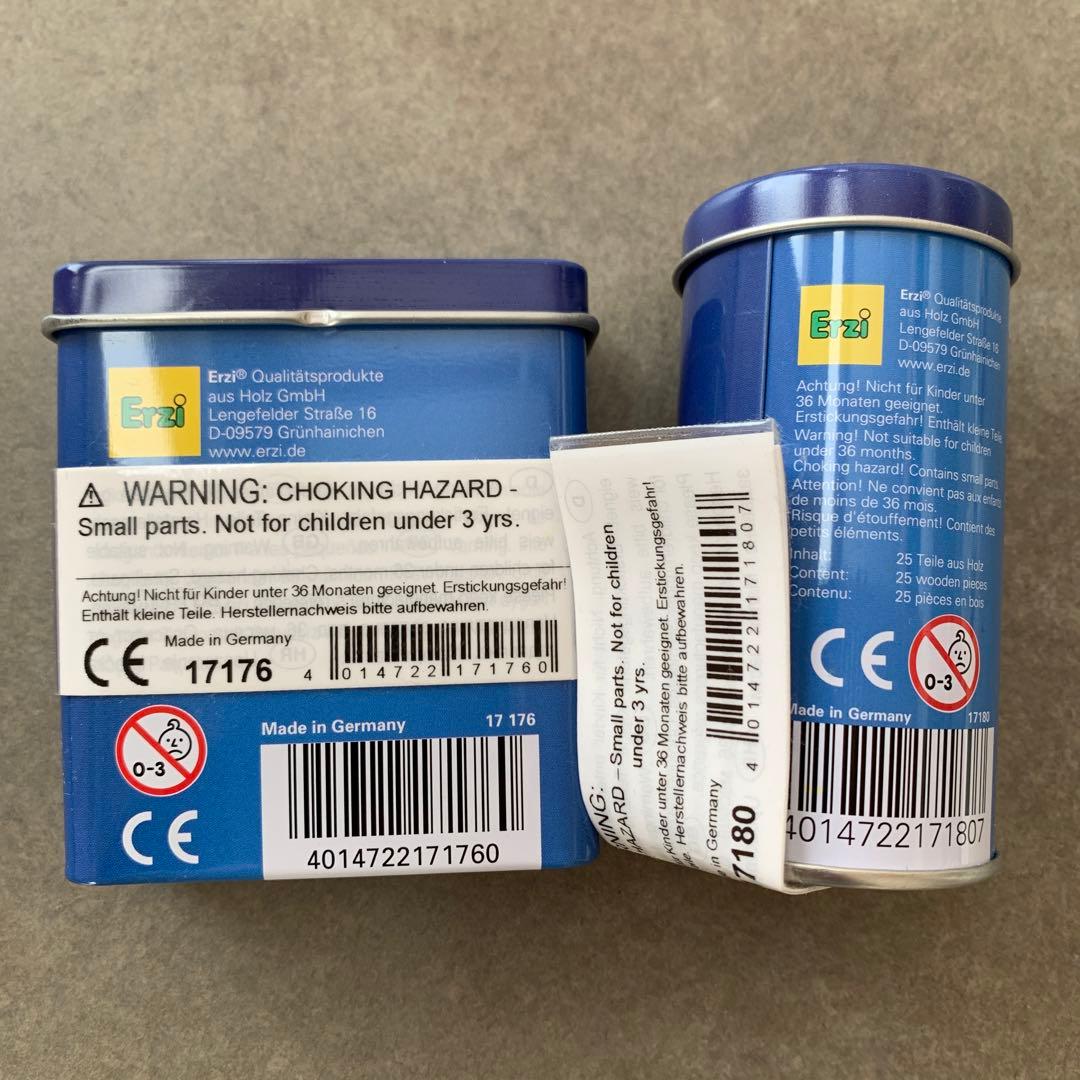 Erzi
Erzi® Qualitätsprodukte
aus Holz GmbH
Lengefelder Straße 16
D-09579 Grünhainichen
www.erzi.de
⚠ WARNING: CHOKING HAZARD -
Small parts. Not for children under 3 yrs.
Achtung! Nicht für Kinder unter 36 Monaten geeignet. Erstickungsgefahr!
Enthält kleine Teile. Herstellernachweis bitte aufbewahren.
CE
Made in Germany
17176
4 014722 171760
0-3
CE
Made in Germany 17 176
4014722171760
AZARD – Small parts. Not for children
under 3 yrs.
Kinder unter 36 Monaten geeignet. Erstickungsgefahr!
Herstellernachweis bitte aufbewahren.
in Germany
7180
4 014722 171807
Erzi
Erzi® Qualitätsprodukte
aus Holz GmbH
Lengefelder Straße 16
D-09579 Grünhainichen
www.erzi.de
Achtung! Nicht für Kinder unter
36 Monaten geeignet.
Erstickungsgefahr! Enthält kleine Teile
Warning! Not suitable for children
under 36 months.
Choking hazard! Contains small parts.
Attention! Ne convient pas aux enfants
de moins de 36 mois.
Risque d'étouffement! Contient des
petits éléments.
Inhalt: 25 Teile aus Holz
Content: 25 wooden pieces
Contenu: 25 pièces en bois
CE
0-3
Made in Germany 17180
4014722171807